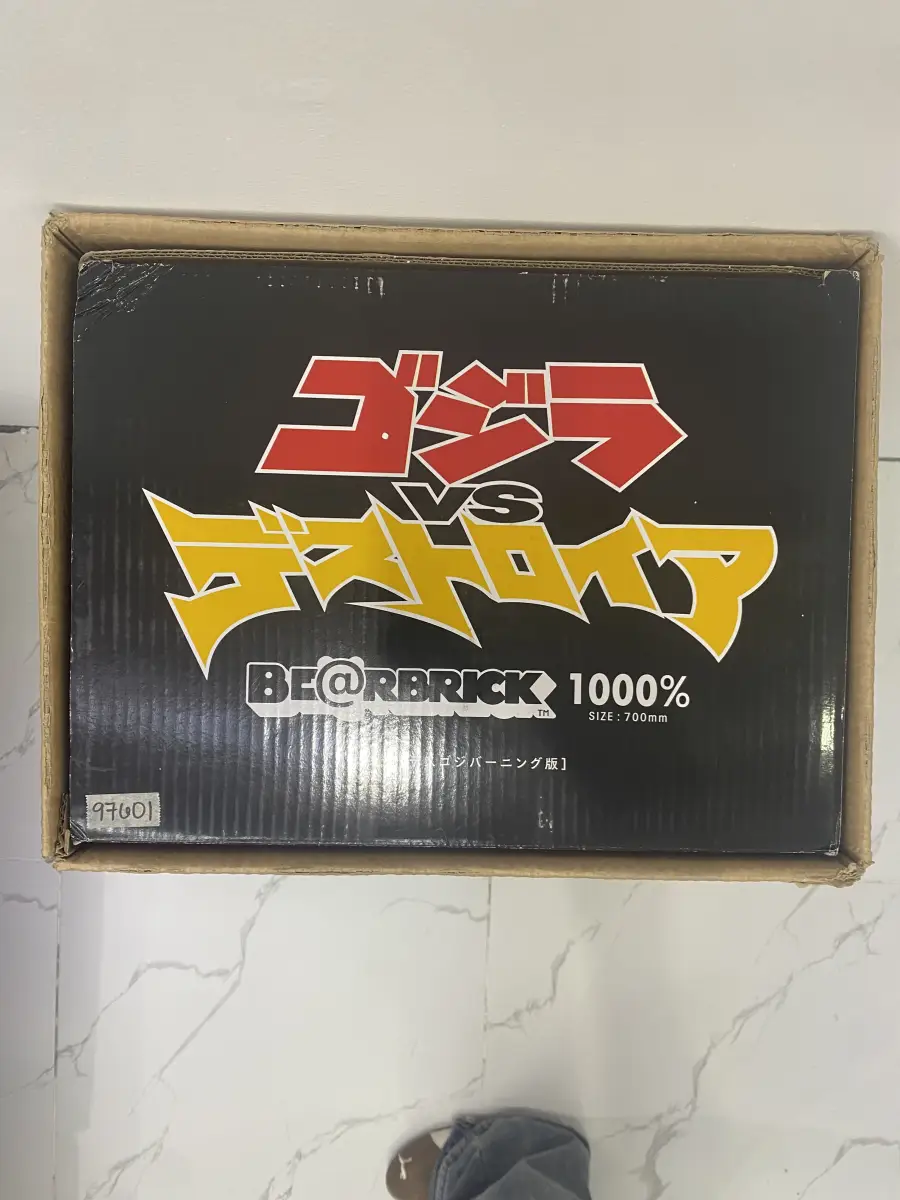 ゴジラ
VS
デストロイア
BE@RBRICK TM 1000%
SIZE : 700mm
ゴジバーニング版]
97601